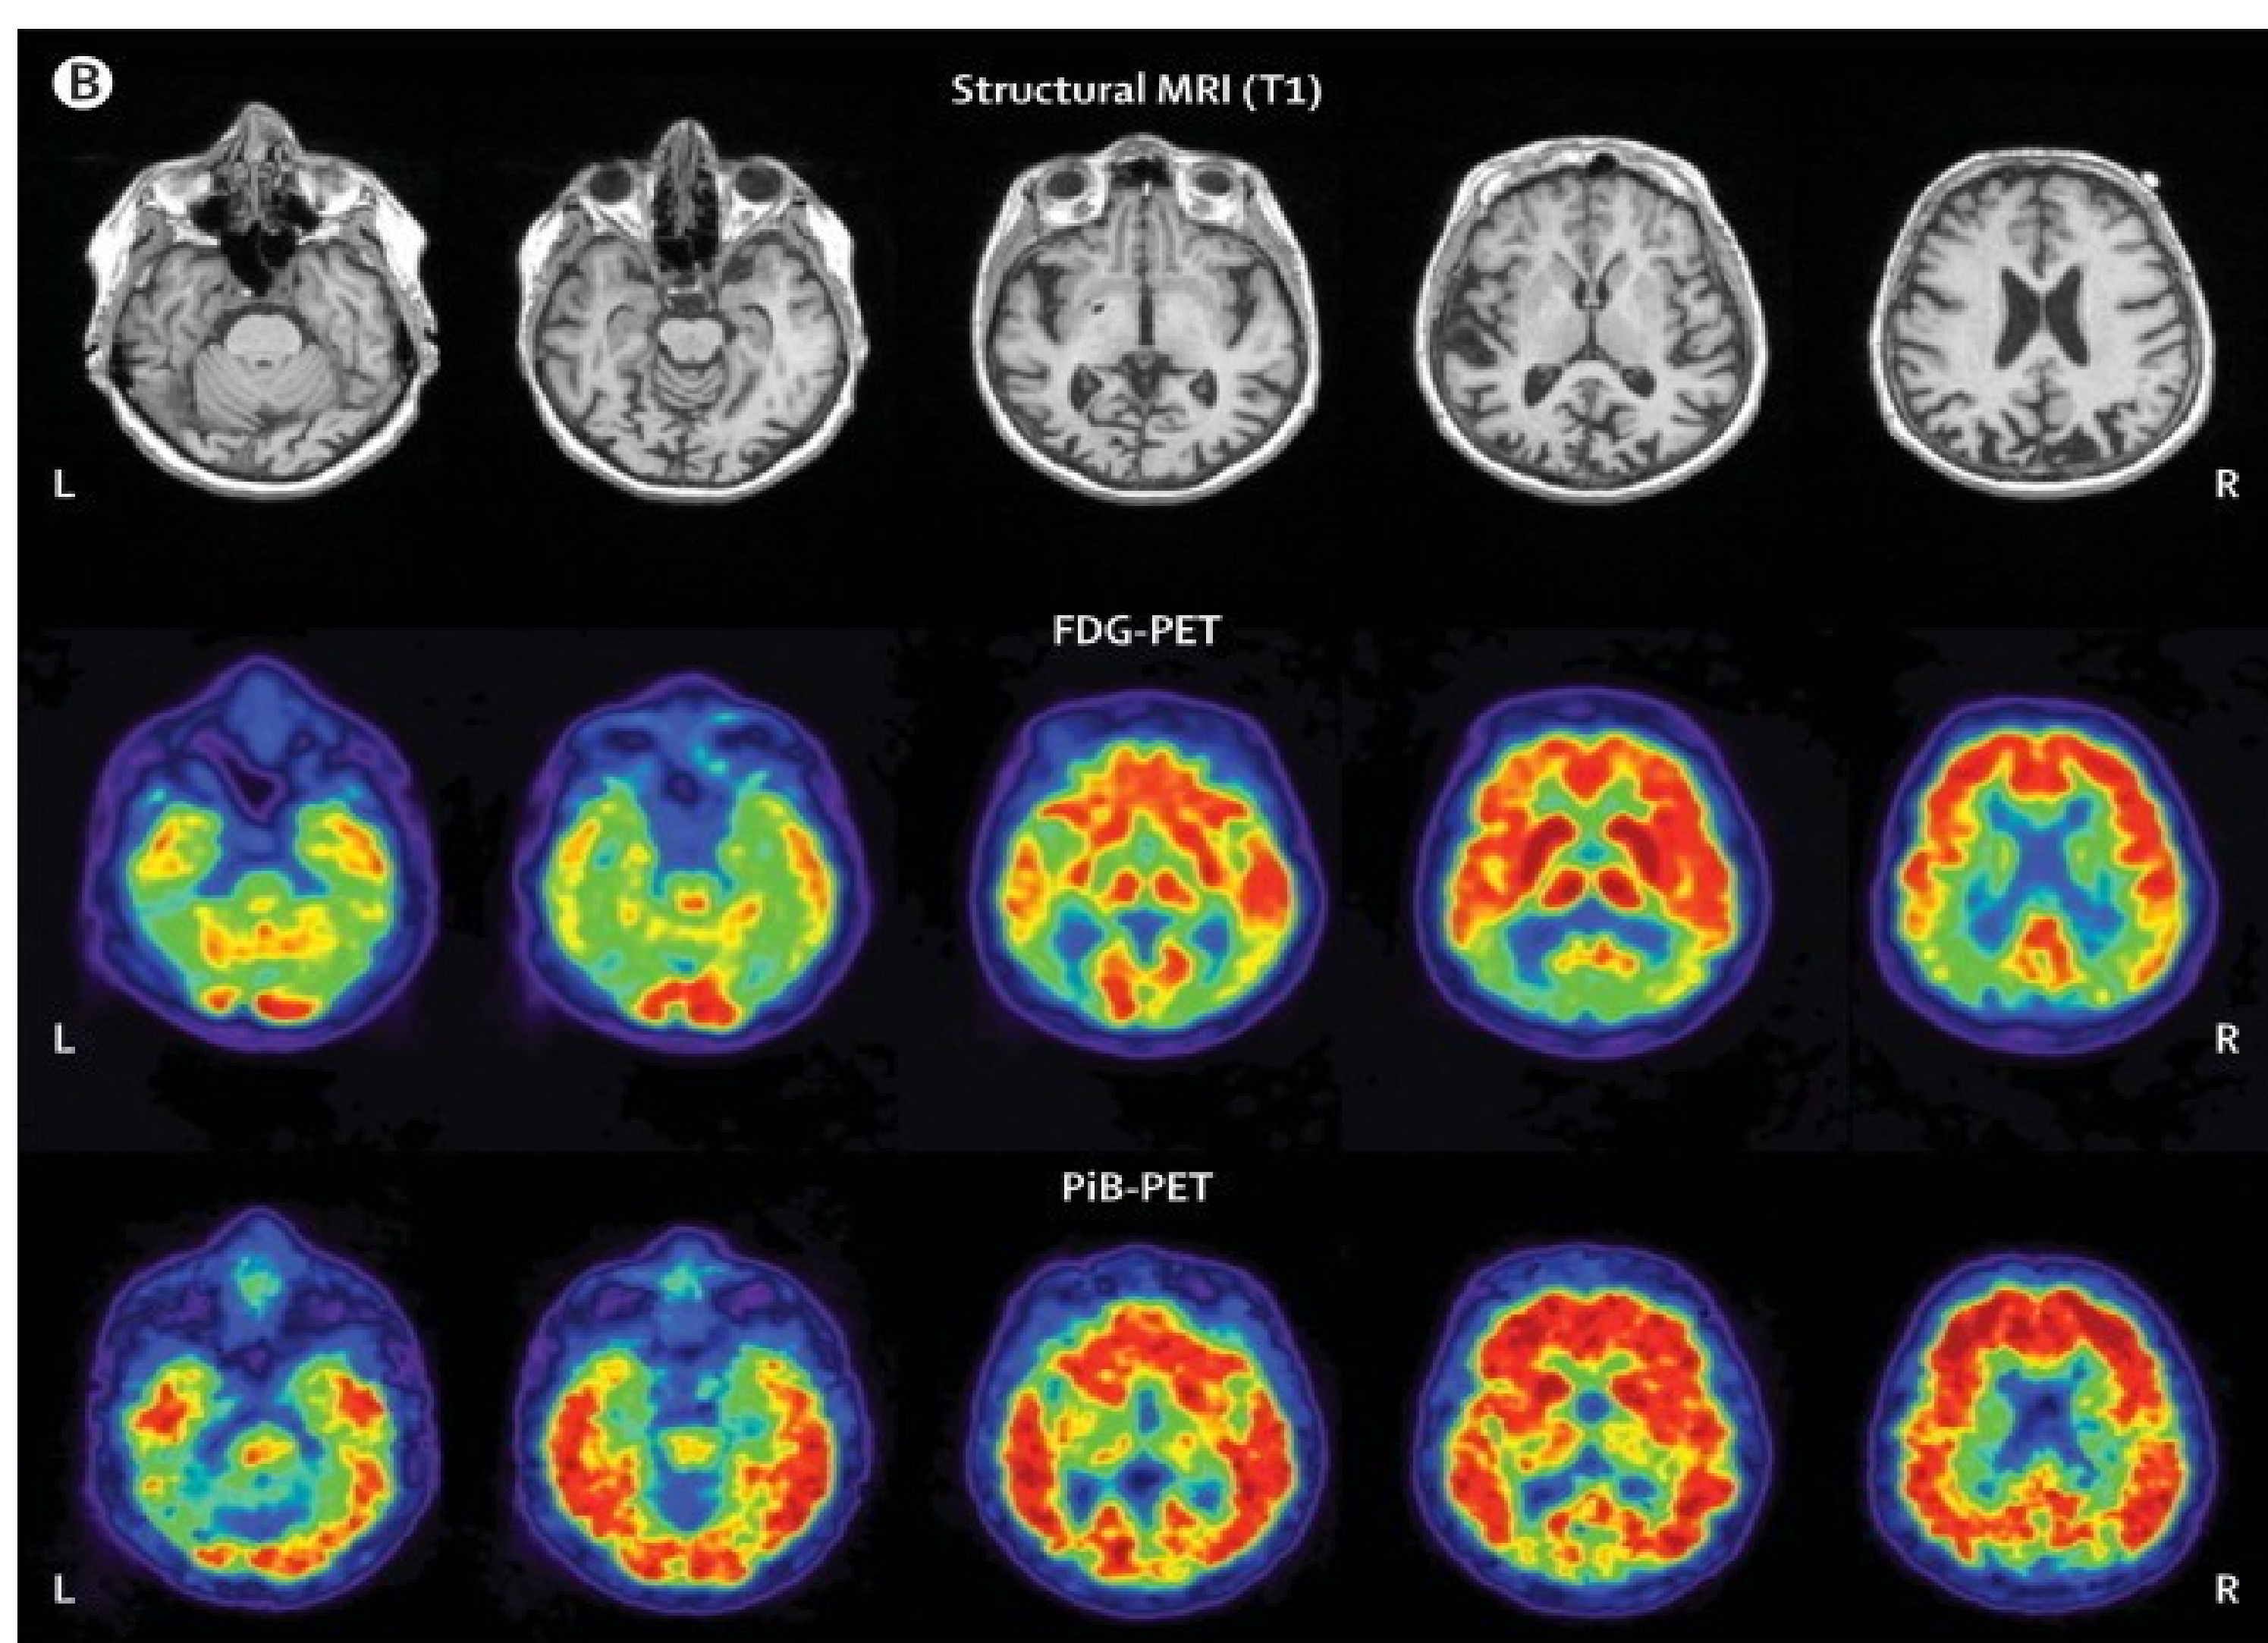 B
Structural MRI (T1)
L R
FDG-PET
L R
PiB-PET
L R